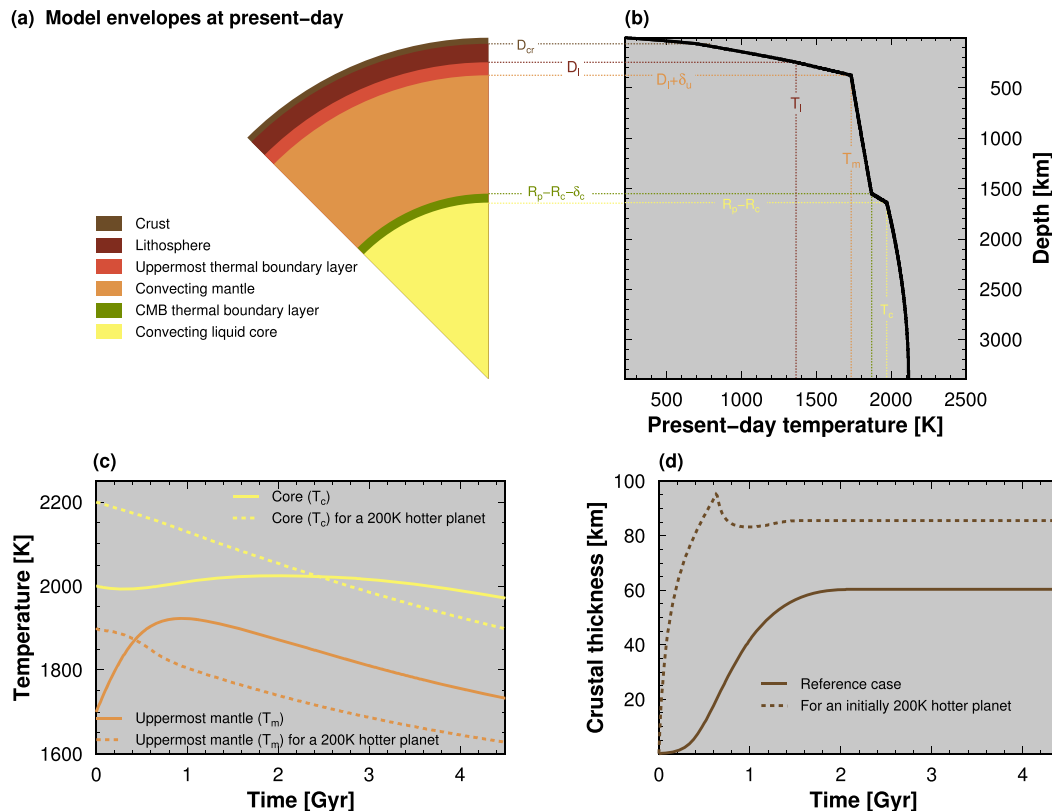 (a) Model envelopes at present−day
(b)
D_cr
D_l
D_l+δ_u
T_l
T_m
R_p−R_c−δ_c
R_p−R_c
T_c
500
1000
1500
2000
2500
3000
Depth [km]
500
1000
1500
2000
2500
Present−day temperature [K]
Crust
Lithosphere
Uppermost thermal boundary layer
Convecting mantle
CMB thermal boundary layer
Convecting liquid core
(c)
2200
2000
1800
1600
Temperature [K]
Core (T_c)
Core (T_c) for a 200K hotter planet
Uppermost mantle (T_m)
Uppermost mantle (T_m) for a 200K hotter planet
0
1
2
3
4
Time [Gyr]
(d)
100
80
60
40
20
Crustal thickness [km]
Reference case
For an initially 200K hotter planet
0
1
2
3
4
Time [Gyr]